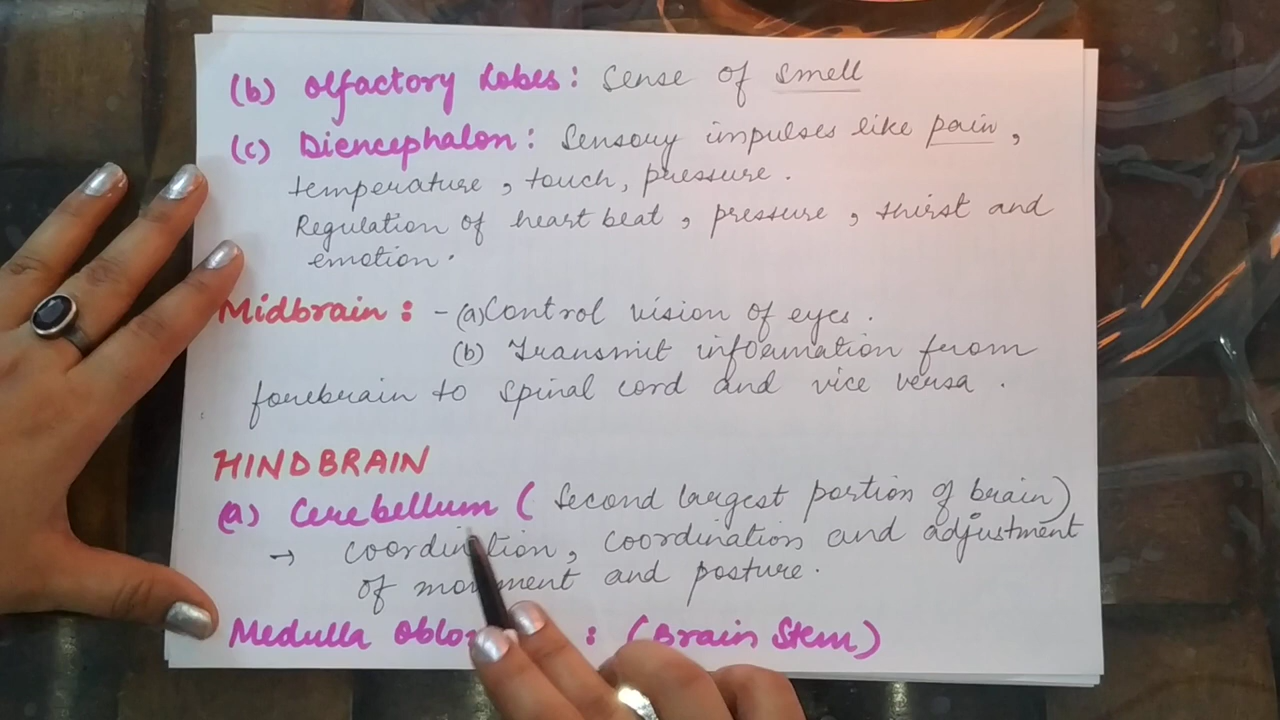 (b) Olfactory Lobes: Sense of smell
(c) Diencephalon: Sensory impulses like pain,
temperature, touch, pressure.
Regulation of heart beat, pressure, thirst and
emotion.
Midbrain: - (a) Control vision of eyes.
(b) Transmit information from
forebrain to spinal cord and vice versa.
HINDBRAIN
(a) Cerebellum (Second largest portion of brain)
→ coordination, coordination and adjustment
of movement and posture.
Medulla : (Brain Stem)